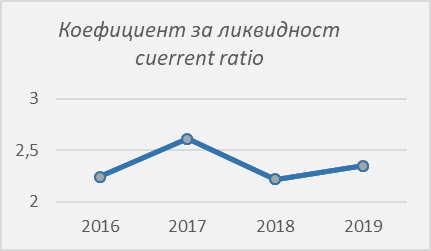 Коефициент за ликвидност
cuerrent ratio
3
2,5
2
2016 2017 2018 2019